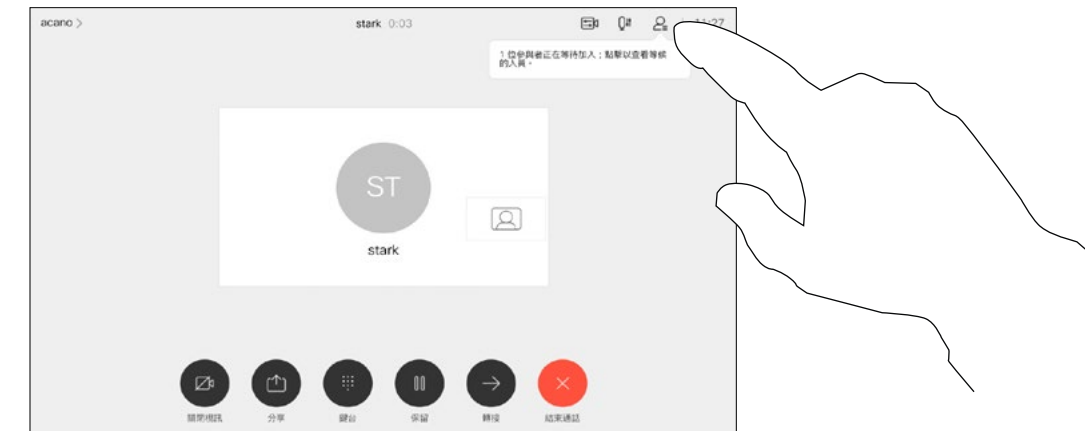 acano >
stark 0:03
11:27
1 位參與者正在等待加入；點擊以查看等候
的人員。
ST
stark
關閉視訊
分享
鍵台
保留
轉接
結束通話